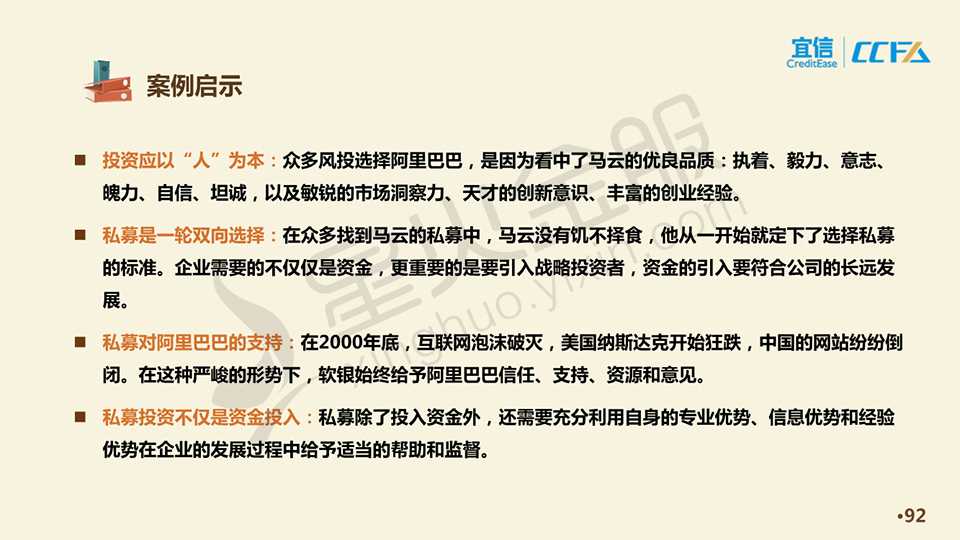 宜信
CreditEase
CCFA
案例启示
■ 投资应以“人”为本：众多风投选择阿里巴巴，是因为看中了马云的优良品质：执着、毅力、意志、
魄力、自信、坦诚，以及敏锐的市场洞察力、天才的创新意识、丰富的创业经验。
■ 私募是一轮双向选择：在众多找到马云的私募中，马云没有饥不择食，他从一开始就定下了选择私募
的标准。企业需要的不仅仅是资金，更重要的是要引入战略投资者，资金的引入要符合公司的长远发
展。
■ 私募对阿里巴巴的支持：在2000年底，互联网泡沫破灭，美国纳斯达克开始狂跌，中国的网站纷纷倒
闭。在这种严峻的形势下，软银始终给予阿里巴巴信任、支持、资源和意见。
■ 私募投资不仅是资金投入：私募除了投入资金外，还需要充分利用自身的专业优势、信息优势和经验
优势在企业的发展过程中给予适当的帮助和监督。
星火金服
xinghuo.yixin.com
•92